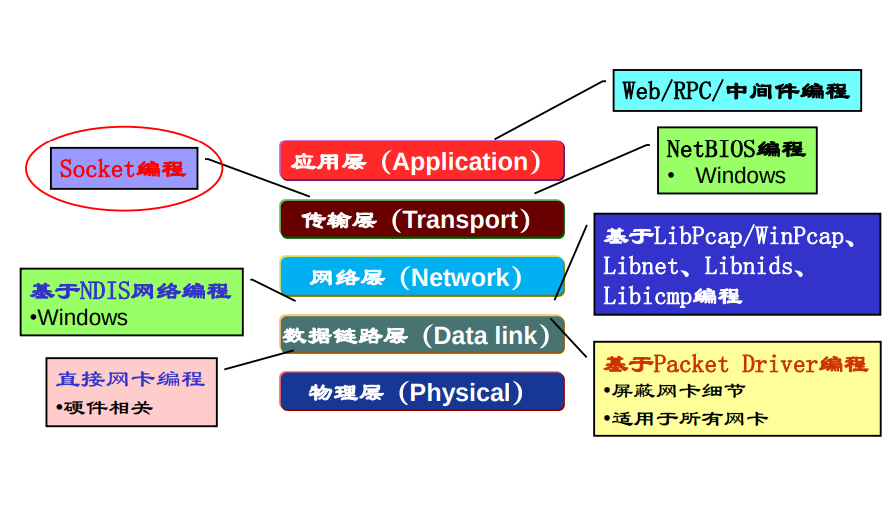 Web/RPC/中间件编程
Socket编程
应用层（Application）
NetBIOS编程
• Windows
传输层（Transport）
基于LibPcap/WinPcap、
Libnet、Libnids、
Libicmp编程
网络层（Network）
基于NDIS网络编程
•Windows
数据链路层（Data link）
基于Packet Driver编程
•屏蔽网卡细节
•适用于所有网卡
直接网卡编程
•硬件相关
物理层（Physical）